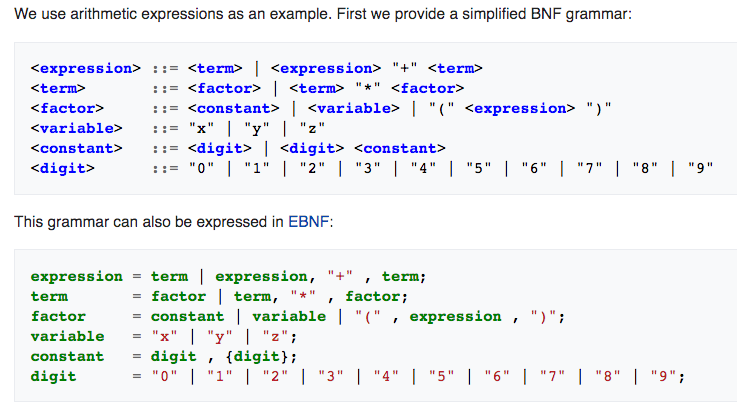 We use arithmetic expressions as an example. First we provide a simplified BNF grammar:
<expression> ::= <term> | <expression> "+" <term>
<term>       ::= <factor> | <term> "*" <factor>
<factor>     ::= <constant> | <variable> | "(" <expression> ")"
<variable>   ::= "x" | "y" | "z"
<constant>   ::= <digit> | <digit> <constant>
<digit>      ::= "0" | "1" | "2" | "3" | "4" | "5" | "6" | "7" | "8" | "9"
This grammar can also be expressed in EBNF:
expression = term | expression, "+" , term;
term       = factor | term, "*" , factor;
factor     = constant | variable | "(" , expression , ")";
variable   = "x" | "y" | "z";
constant   = digit , {digit};
digit      = "0" | "1" | "2" | "3" | "4" | "5" | "6" | "7" | "8" | "9";